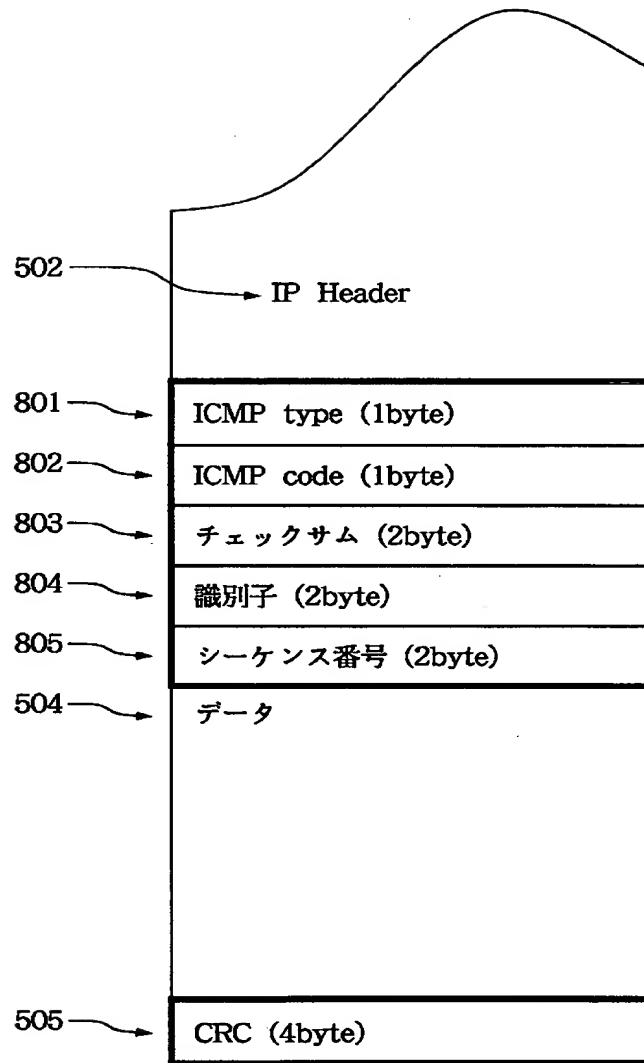 502 IP Header
801 ICMP type (1byte)
802 ICMP code (1byte)
803 チェックサム (2byte)
804 識別子 (2byte)
805 シーケンス番号 (2byte)
504 データ
505 CRC (4byte)